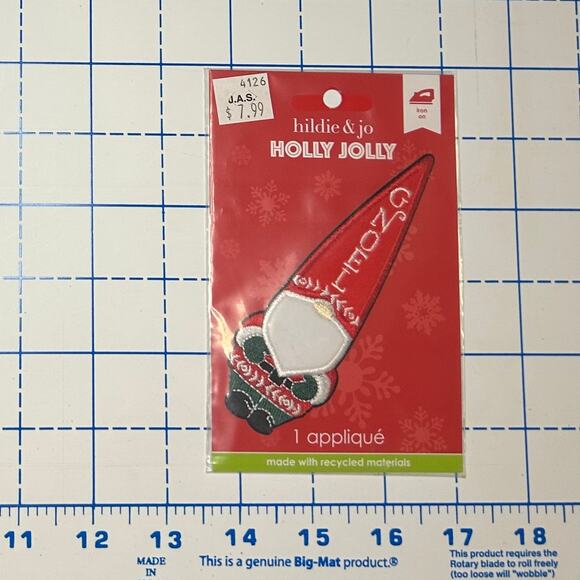 4126
J.A.S.
$ 7.99
iron
on
hildie & jo
HOLLY JOLLY
GNOEL
1 appliqué
made with recycled materials
11 12 13 14 15 16 17 18
MADE
IN
This is a genuine Big-Mat product.®
This product requires the
Rotary blade to roll freely
(too loose will "wobble")